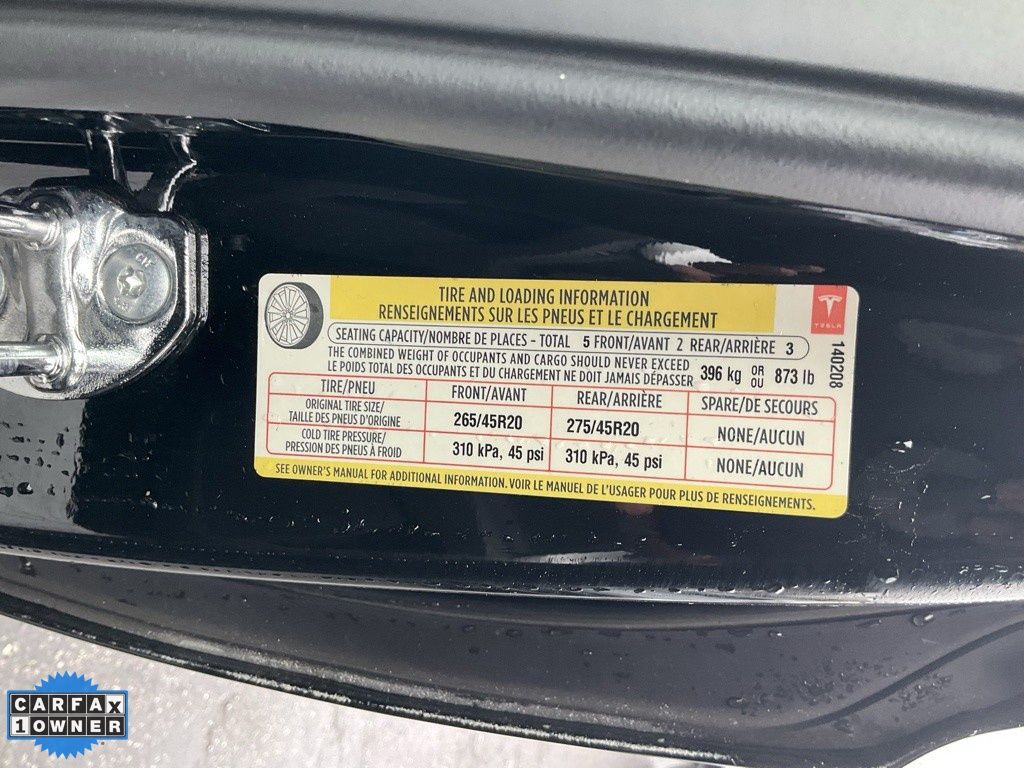 TIRE AND LOADING INFORMATION
RENSEIGNEMENTS SUR LES PNEUS ET LE CHARGEMENT
TESLA
SEATING CAPACITY/NOMBRE DE PLACES - TOTAL 5 FRONT/AVANT 2 REAR/ARRIÈRE 3
THE COMBINED WEIGHT OF OCCUPANTS AND CARGO SHOULD NEVER EXCEED
LE POIDS TOTAL DES OCCUPANTS ET DU CHARGEMENT NE DOIT JAMAIS DÉPASSER
396 kg OR OU 873 lb
140208
TIRE/PNEU FRONT/AVANT REAR/ARRIÈRE SPARE/DE SECOURS
ORIGINAL TIRE SIZE/
TAILLE DES PNEUS D'ORIGINE
265/45R20 275/45R20 NONE/AUCUN
COLD TIRE PRESSURE/
PRESSION DES PNEUS À FROID
310 kPa, 45 psi 310 kPa, 45 psi NONE/AUCUN
SEE OWNER'S MANUAL FOR ADDITIONAL INFORMATION. VOIR LE MANUEL DE L'USAGER POUR PLUS DE RENSEIGNEMENTS.
CARFAX
1 OWNER